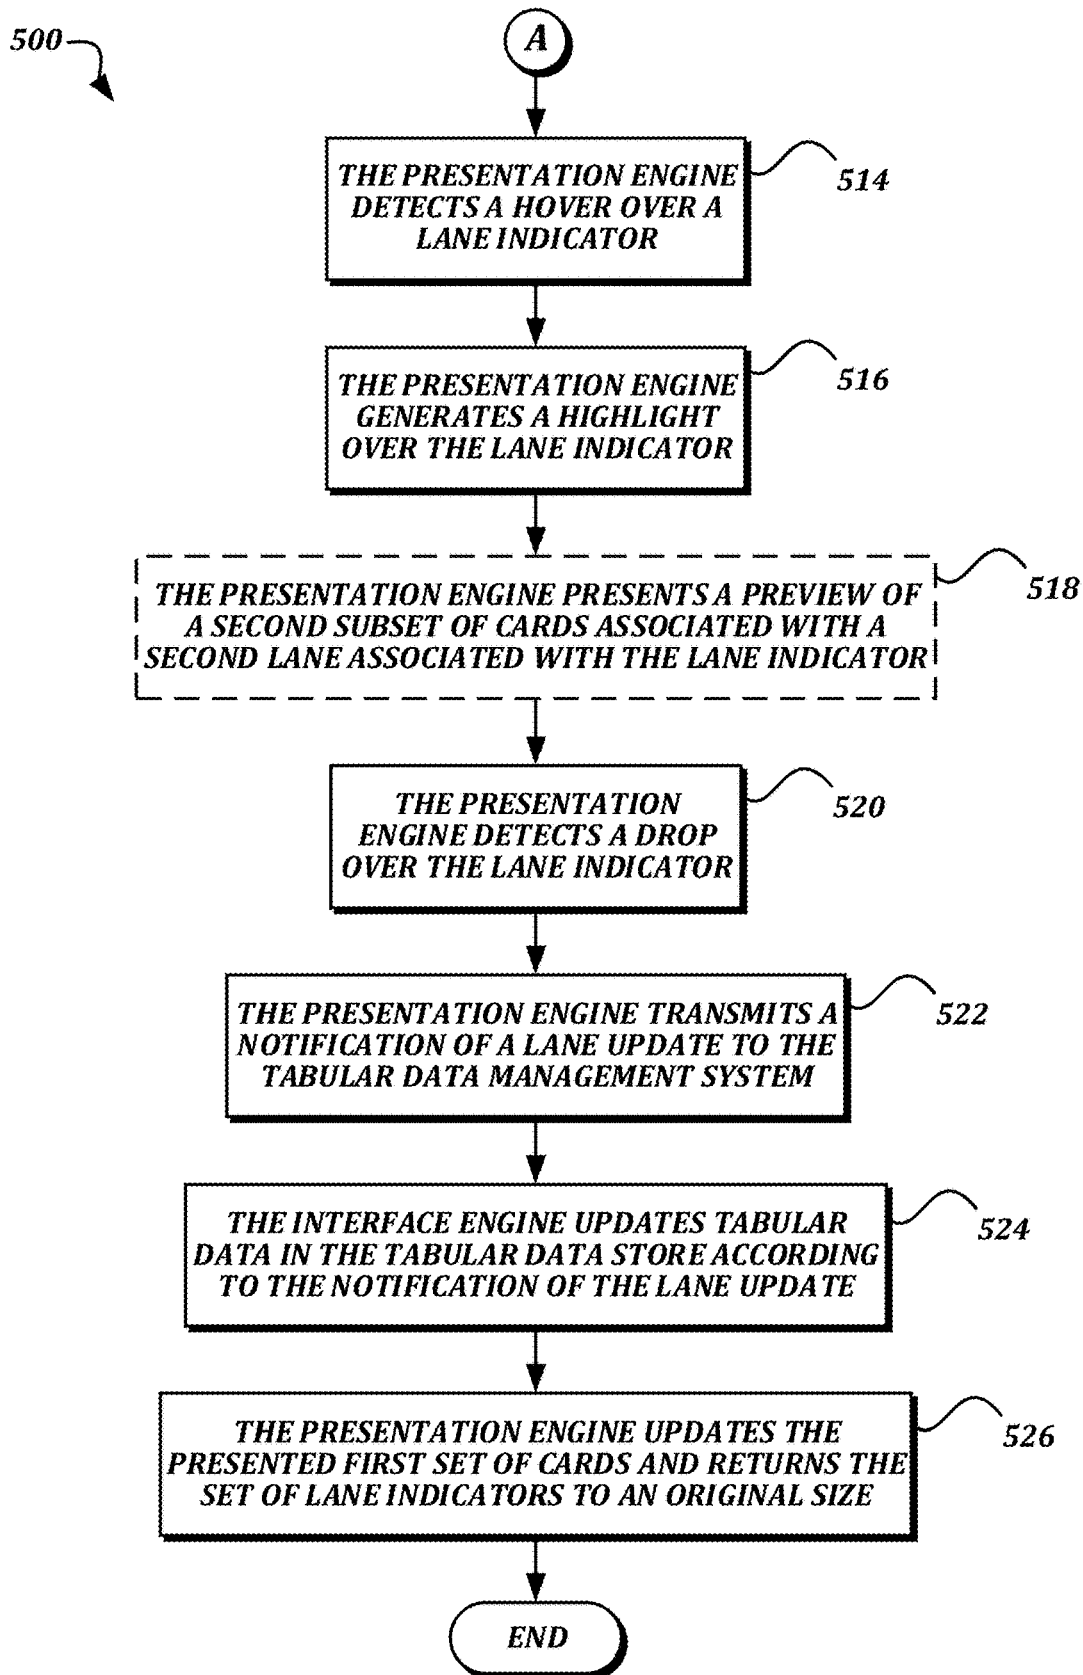 500
A
THE PRESENTATION ENGINE
DETECTS A HOVER OVER A
LANE INDICATOR
514
THE PRESENTATION ENGINE
GENERATES A HIGHLIGHT
OVER THE LANE INDICATOR
516
THE PRESENTATION ENGINE PRESENTS A PREVIEW OF
A SECOND SUBSET OF CARDS ASSOCIATED WITH A
SECOND LANE ASSOCIATED WITH THE LANE INDICATOR
518
THE PRESENTATION
ENGINE DETECTS A DROP
OVER THE LANE INDICATOR
520
THE PRESENTATION ENGINE TRANSMITS A
NOTIFICATION OF A LANE UPDATE TO THE
TABULAR DATA MANAGEMENT SYSTEM
522
THE INTERFACE ENGINE UPDATES TABULAR
DATA IN THE TABULAR DATA STORE ACCORDING
TO THE NOTIFICATION OF THE LANE UPDATE
524
THE PRESENTATION ENGINE UPDATES THE
PRESENTED FIRST SET OF CARDS AND RETURNS THE
SET OF LANE INDICATORS TO AN ORIGINAL SIZE
526
END